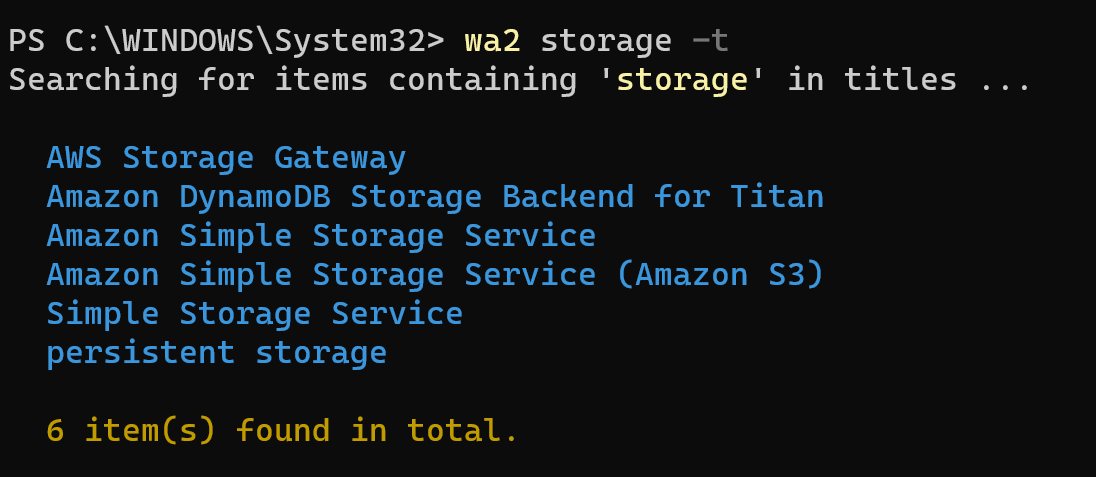 PS C:\WINDOWS\System32> wa2 storage -t
Searching for items containing 'storage' in titles ...
AWS Storage Gateway
Amazon DynamoDB Storage Backend for Titan
Amazon Simple Storage Service
Amazon Simple Storage Service (Amazon S3)
Simple Storage Service
persistent storage
6 item(s) found in total.